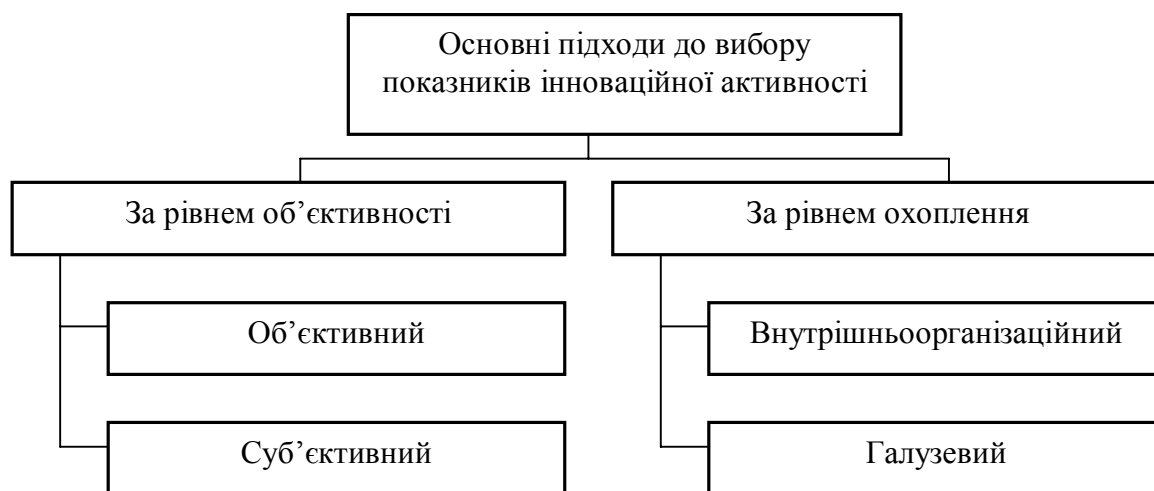 Основні підходи до вибору
показників інноваційної активності
За рівнем об’єктивності
За рівнем охоплення
Об’єктивний
Внутрішньоорганізаційний
Суб’єктивний
Галузевий